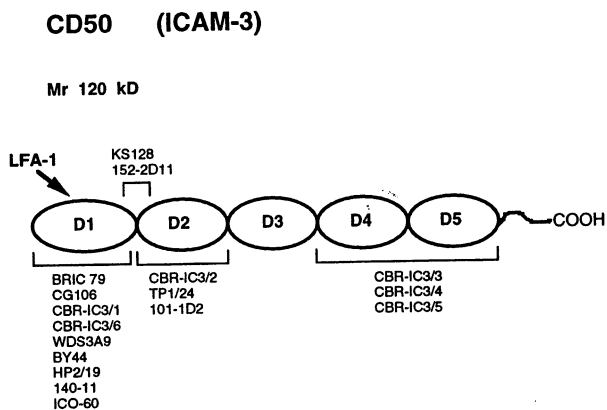 CD50 (ICAM-3)
Mr 120 kD
LFA-1
KS128
152-2D11
D1 D2 D3 D4 D5 COOH
BRIC 79
CG106
CBR-IC3/1
CBR-IC3/6
WDS3A9
BY44
HP2/19
140-11
ICO-60
CBR-IC3/2
TP1/24
101-1D2
CBR-IC3/3
CBR-IC3/4
CBR-IC3/5